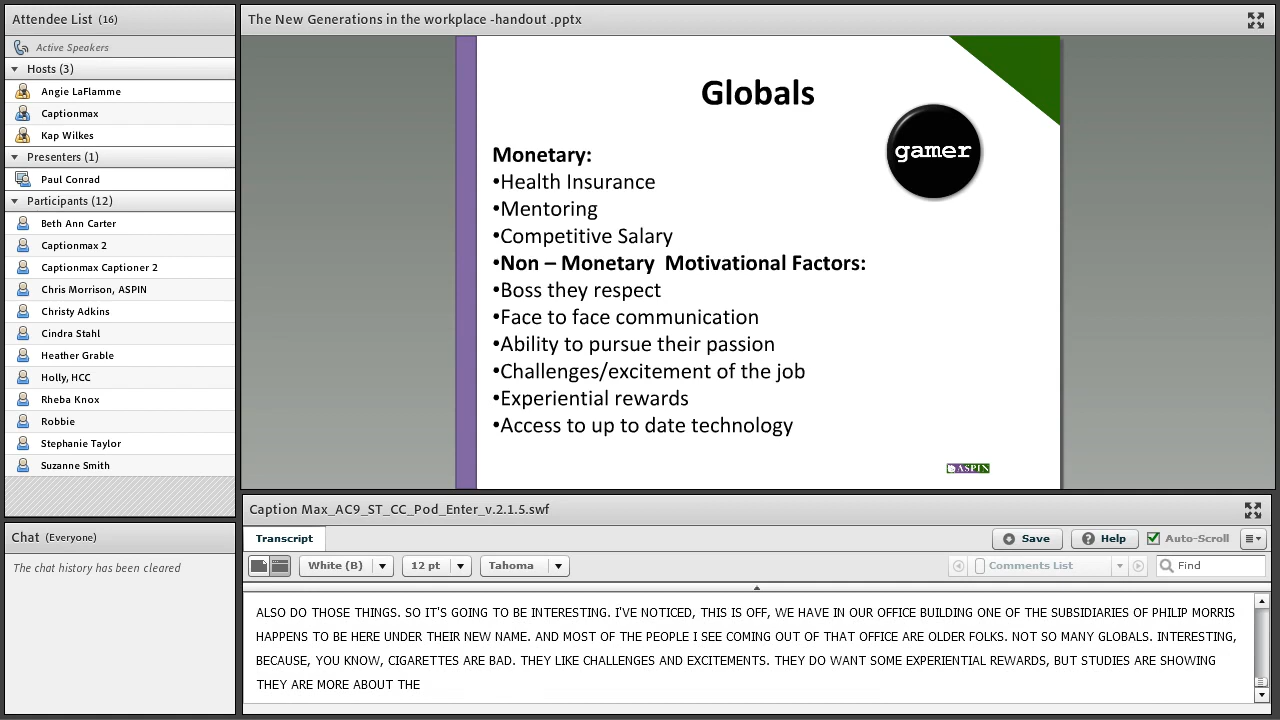 Attendee List (16)
Active Speakers
Hosts (3)
Angie LaFlamme
Captionmax
Kap Wilkes
Presenters (1)
Paul Conrad
Participants (12)
Beth Ann Carter
Captionmax 2
Captionmax Captioner 2
Chris Morrison, ASPIN
Christy Adkins
Cindra Stahl
Heather Grable
Holly, HCC
Rheba Knox
Robbie
Stephanie Taylor
Suzanne Smith
Chat (Everyone)
The chat history has been cleared
The New Generations in the workplace -handout .pptx
Globals
gamer
Monetary:
•Health Insurance
•Mentoring
•Competitive Salary
•Non – Monetary Motivational Factors:
•Boss they respect
•Face to face communication
•Ability to pursue their passion
•Challenges/excitement of the job
•Experiential rewards
•Access to up to date technology
ASPIN
Caption Max_AC9_ST_CC_Pod_Enter_v.2.1.5.swf
Transcript
Save
Help
Auto-Scroll
White (B)
12 pt
Tahoma
Comments List
Find
ALSO DO THOSE THINGS. SO IT'S GOING TO BE INTERESTING. I'VE NOTICED, THIS IS OFF, WE HAVE IN OUR OFFICE BUILDING ONE OF THE SUBSIDIARIES OF PHILIP MORRIS
HAPPENS TO BE HERE UNDER THEIR NEW NAME. AND MOST OF THE PEOPLE I SEE COMING OUT OF THAT OFFICE ARE OLDER FOLKS. NOT SO MANY GLOBALS. INTERESTING,
BECAUSE, YOU KNOW, CIGARETTES ARE BAD. THEY LIKE CHALLENGES AND EXCITEMENTS. THEY DO WANT SOME EXPERIENTIAL REWARDS, BUT STUDIES ARE SHOWING
THEY ARE MORE ABOUT THE